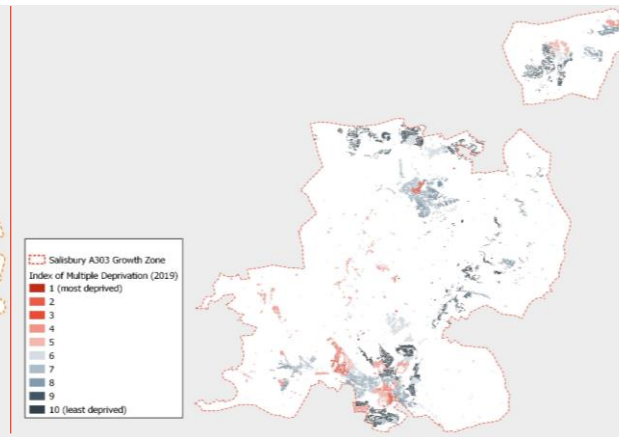 Salisbury A303 Growth Zone
Index of Multiple Deprivation (2019)
1 (most deprived)
2
3
4
5
6
7
8
9
10 (least deprived)